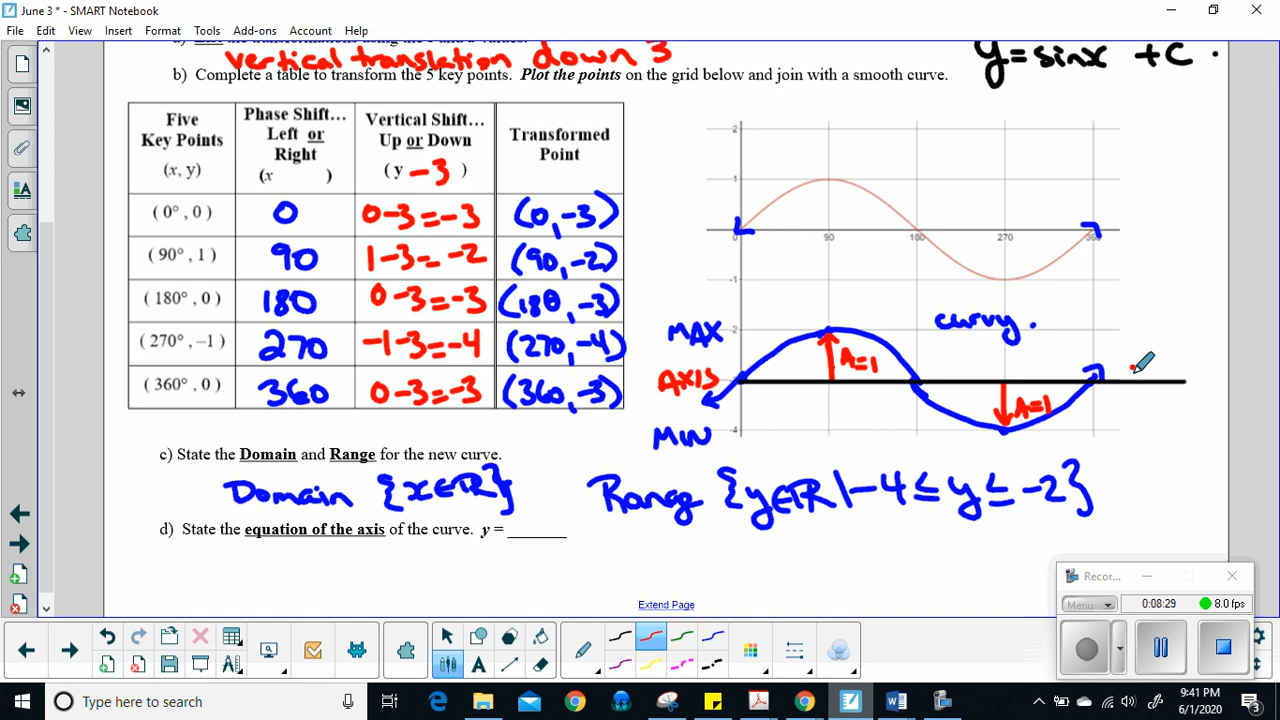 June 3 * - SMART Notebook
File Edit View Insert Format Tools Add-ons Account Help
vertical translation down 3
y=sinx +c .
b) Complete a table to transform the 5 key points. Plot the points on the grid below and join with a smooth curve.
Five Key Points (x, y)
Phase Shift... Left or Right (x )
Vertical Shift... Up or Down (y -3 )
Transformed Point
(0°, 0) 0 0-3=-3 (0,-3)
(90°, 1) 90 1-3=-2 (90,-2)
(180°, 0) 180 0-3=-3 (180,-3)
(270°, -1) 270 -1-3=-4 (270,-4)
(360°, 0) 360 0-3=-3 (360,-3)
2
1
0 90 180 270 360
-1
-2
-4
curvy.
MAX
A=1
AXIS
A=1
MIN
c) State the Domain and Range for the new curve.
Domain {x∈ℝ} Range {y∈ℝ|-4≤y≤-2}
d) State the equation of the axis of the curve. y = ______
Extend Page
Recor...
Menu 0:08:29 8.0 fps
Type here to search
9:41 PM
6/1/2020
3